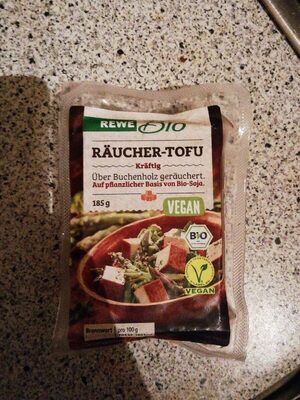 REWE Bio
RÄUCHER-TOFU
Kräftig
Über Buchenholz geräuchert.
Auf pflanzlicher Basis von Bio-Soja.
185 g
VEGAN
BIO
VEGAN
Brennwert pro 100 g